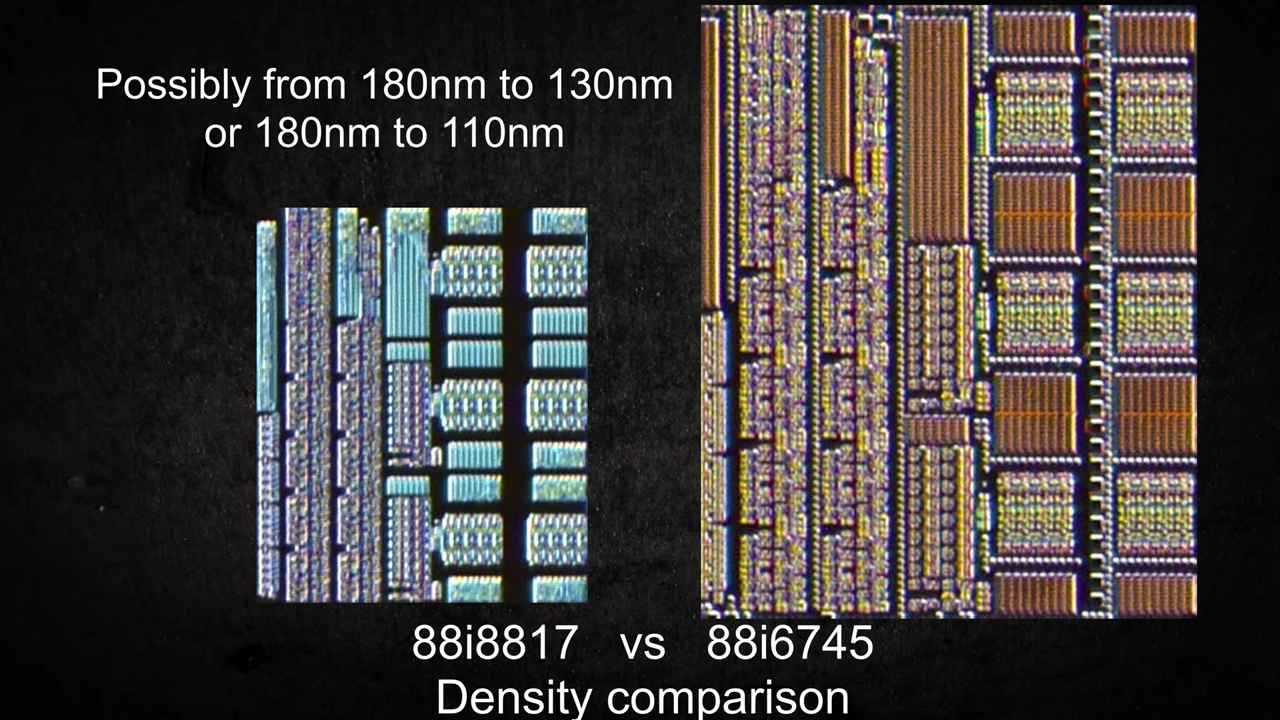 Possibly from 180nm to 130nm
or 180nm to 110nm
88i8817 vs 88i6745
Density comparison